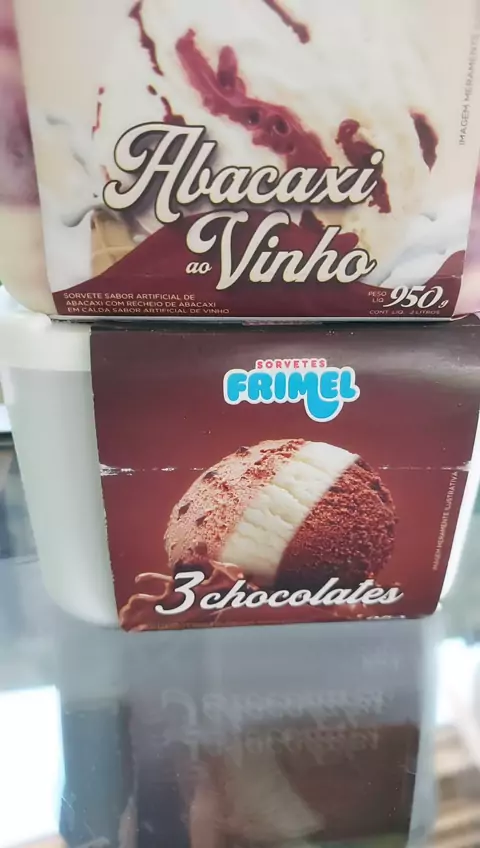 IMAGEM MERAMENTE
Abacaxi
ao Vinho
SORVETE SABOR ARTIFICIAL DE
ABACAXI COM RECHEIO DE ABACAXI
EM CALDA SABOR ARTIFICIAL DE VINHO
PESO
LIQ. 950g
CONT. LIQ. 2 LITROS
SORVETES
FRIMEL
IMAGEM MERAMENTE ILUSTRATIVA
3 chocolates